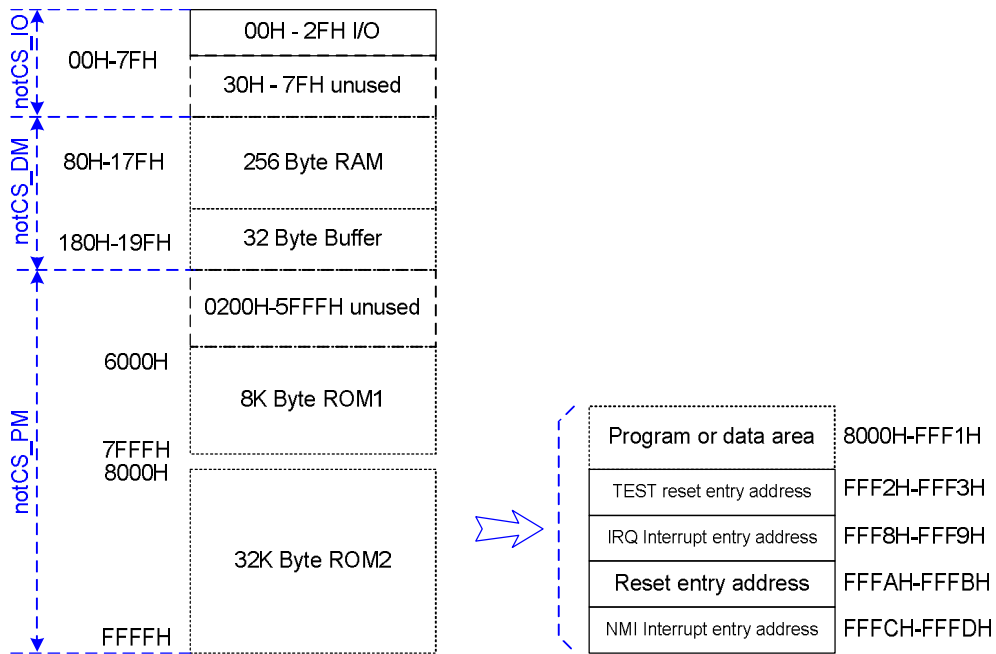 notCS_IO
00H-7FH
00H - 2FH I/O
30H - 7FH unused
notCS_DM
80H-17FH
256 Byte RAM
180H-19FH
32 Byte Buffer
notCS_PM
0200H-5FFFH unused
6000H
8K Byte ROM1
7FFFH
8000H
32K Byte ROM2
FFFFH
Program or data area
8000H-FFF1H
TEST reset entry address
FFF2H-FFF3H
IRQ Interrupt entry address
FFF8H-FFF9H
Reset entry address
FFFAH-FFFBH
NMI Interrupt entry address
FFFCH-FFFDH